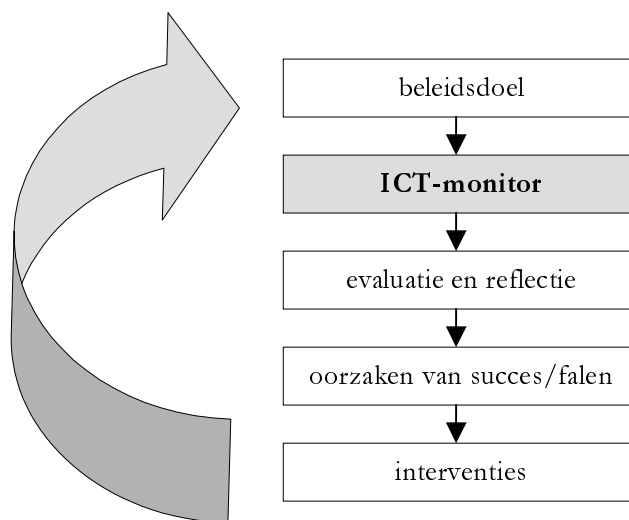 beleidsdoel
ICT-monitor
evaluatie en reflectie
oorzaken van succes/falen
interventies